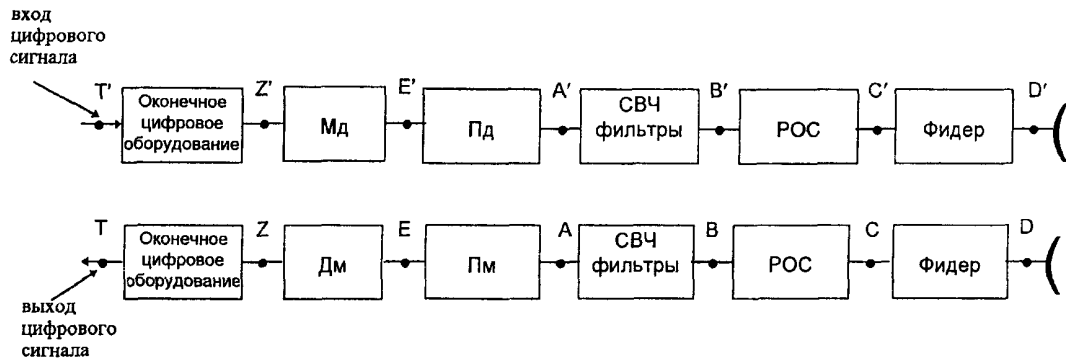 вход
цифрового
сигнала
T' Z' E' A' B' C' D'
Оконечное
цифровое
оборудование
Мд
Пд
СВЧ
фильтры
РОС
Фидер
T Z E A B C D
Оконечное
цифровое
оборудование
Дм
Пм
СВЧ
фильтры
РОС
Фидер
выход
цифрового
сигнала